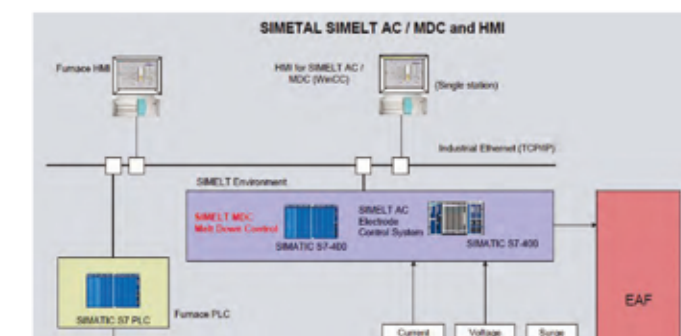 SIMETAL SIMELT AC / MDC and HMI
Furnace HMI
HMI for SIMELT AC /
MDC (WinCC)
(Single station)
Industrial Ethernet (TCP/IP)
SIMELT Environment
SIMELT MDC
Melt Down Control
SIMATIC S7-400
SIMELT AC
Electrode
Control System
SIMATIC S7-400
EAF
SIMATIC S7 PLC
Furnace PLC
Current
Voltage
Surge